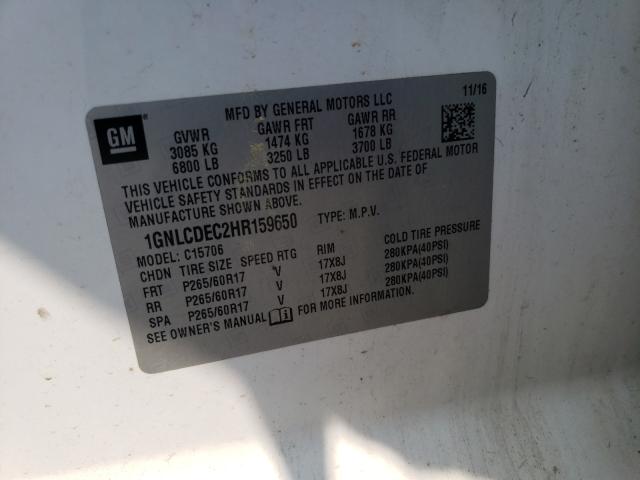 11/16
GM
MFD BY GENERAL MOTORS LLC
GVWR GAWR FRT GAWR RR
3085 KG 1474 KG 1678 KG
6800 LB 3250 LB 3700 LB
THIS VEHICLE CONFORMS TO ALL APPLICABLE U.S. FEDERAL MOTOR
VEHICLE SAFETY STANDARDS IN EFFECT ON THE DATE OF
MANUFACTURE SHOWN ABOVE.
1GNLCDEC2HR159650 TYPE: M.P.V.
MODEL: C15706
CHDN TIRE SIZE SPEED RTG RIM COLD TIRE PRESSURE
FRT P265/60R17 V 17X8J 280KPA(40PSI)
RR P265/60R17 V 17X8J 280KPA(40PSI)
SPA P265/60R17 V 17X8J 280KPA(40PSI)
SEE OWNER'S MANUAL FOR MORE INFORMATION.